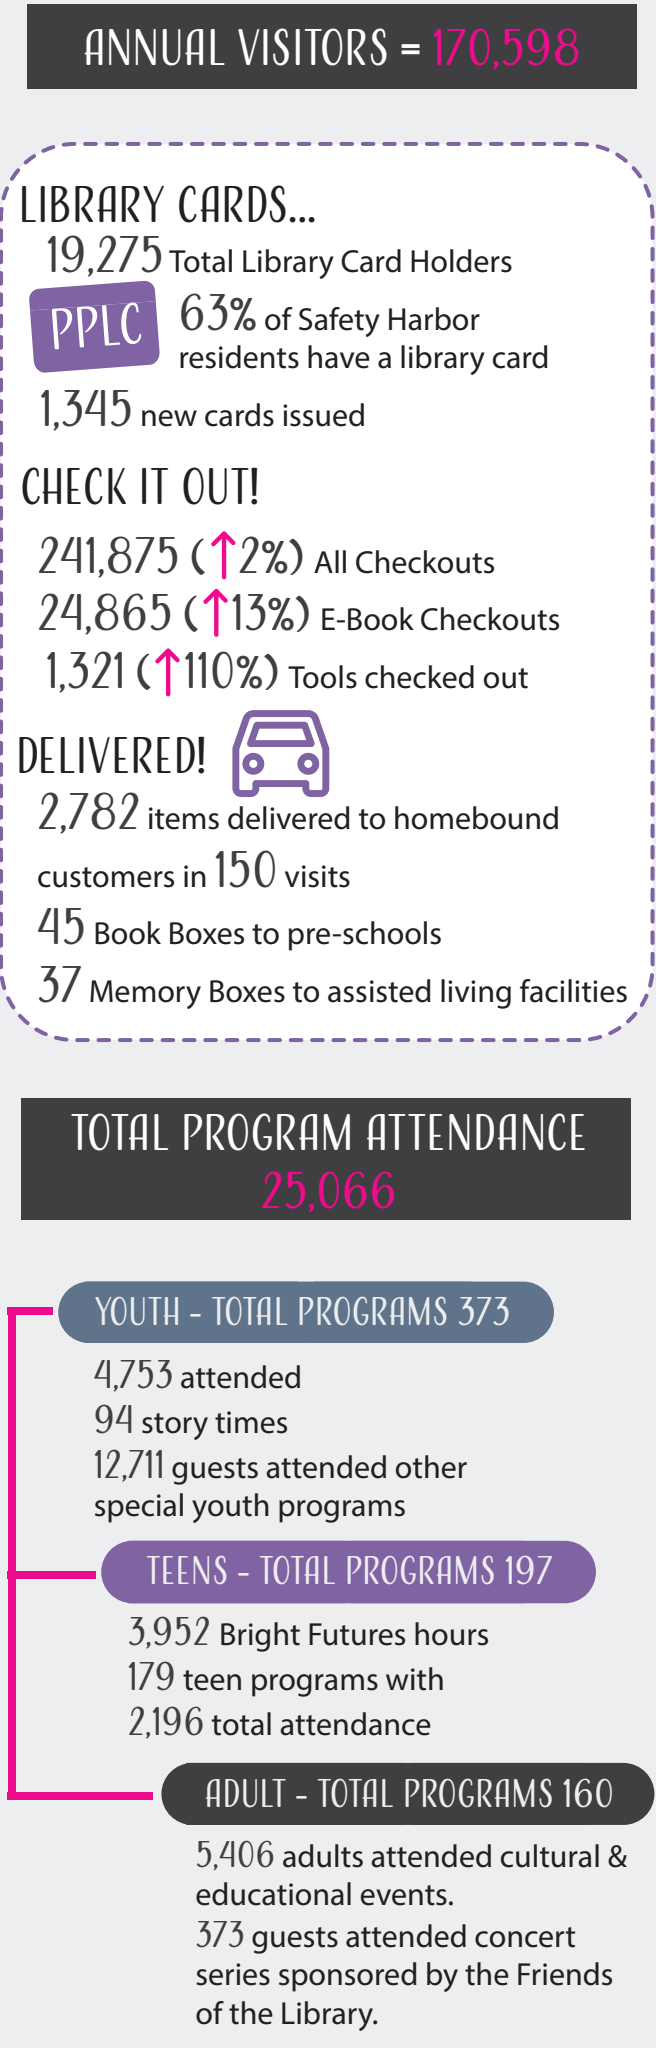 ANNUAL VISITORS = 170,598
LIBRARY CARDS...
19,275 Total Library Card Holders
PPLC
63% of Safety Harbor
residents have a library card
1,345 new cards issued
CHECK IT OUT!
241,875 (↑2%) All Checkouts
24,865 (↑13%) E-Book Checkouts
1,321 (↑110%) Tools checked out
DELIVERED!
2,782 items delivered to homebound
customers in 150 visits
45 Book Boxes to pre-schools
37 Memory Boxes to assisted living facilities
TOTAL PROGRAM ATTENDANCE
25,066
YOUTH - TOTAL PROGRAMS 373
4,753 attended
94 story times
12,711 guests attended other
special youth programs
TEENS - TOTAL PROGRAMS 197
3,952 Bright Futures hours
179 teen programs with
2,196 total attendance
ADULT - TOTAL PROGRAMS 160
5,406 adults attended cultural &
educational events.
373 guests attended concert
series sponsored by the Friends
of the Library.